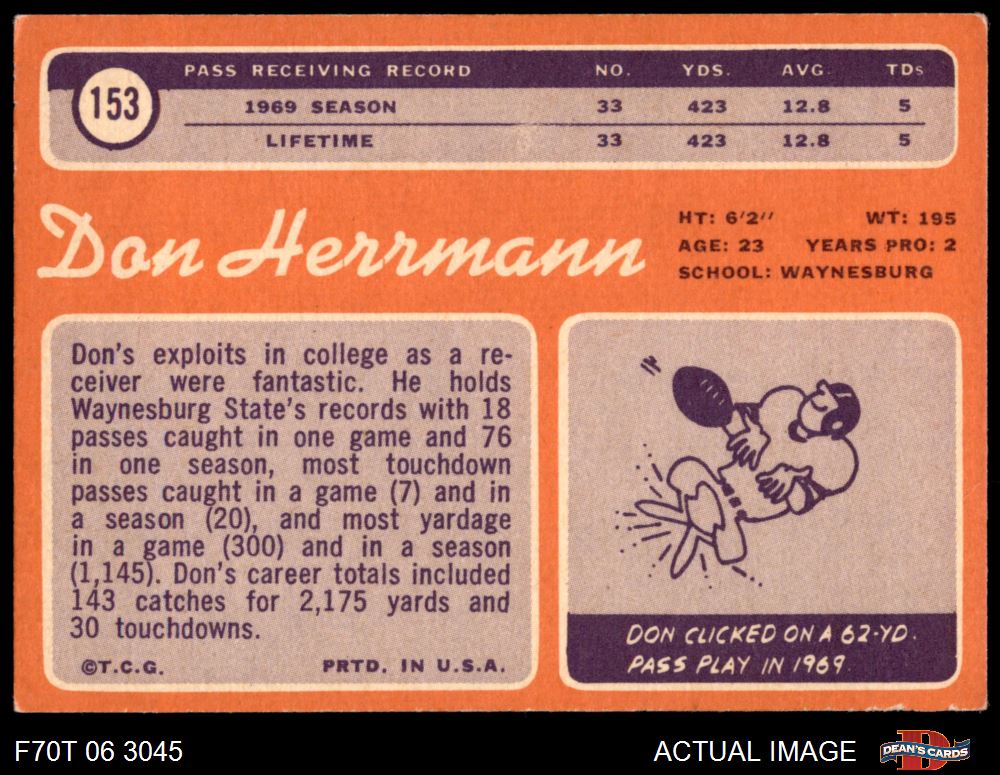 153
PASS RECEIVING RECORD NO. YDS. AVG. TDs
1969 SEASON 33 423 12.8 5
LIFETIME 33 423 12.8 5
Don Herrmann
HT: 6'2" WT: 195
AGE: 23 YEARS PRO: 2
SCHOOL: WAYNESBURG
Don's exploits in college as a re-
ceiver were fantastic. He holds
Waynesburg State's records with 18
passes caught in one game and 76
in one season, most touchdown
passes caught in a game (7) and in
a season (20), and most yardage
in a game (300) and in a season
(1,145). Don's career totals included
143 catches for 2,175 yards and
30 touchdowns.
©T.C.G. PRTD. IN U.S.A.
DON CLICKED ON A 62-YD.
PASS PLAY IN 1969.
F70T 06 3045 ACTUAL IMAGE
D
DEAN'S CARDS